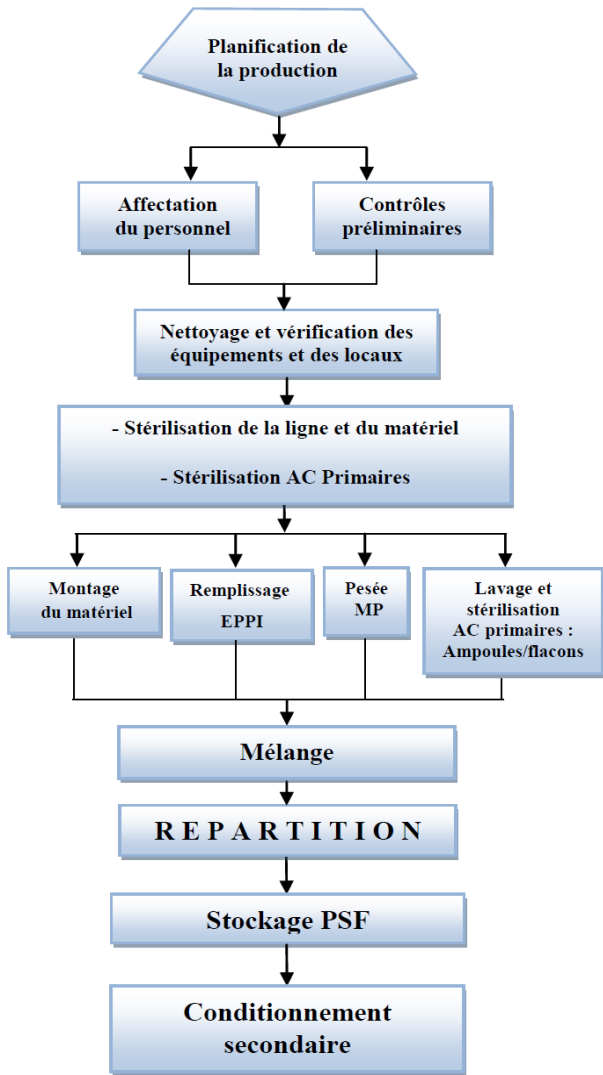 Planification de
la production
Affectation
du personnel
Contrôles
préliminaires
Nettoyage et vérification des
équipements et des locaux
- Stérilisation de la ligne et du matériel
- Stérilisation AC Primaires
Montage
du matériel
Remplissage
EPPI
Pesée
MP
Lavage et
stérilisation
AC primaires :
Ampoules/flacons
Mélange
R E P A R T I T I O N
Stockage PSF
Conditionnement
secondaire